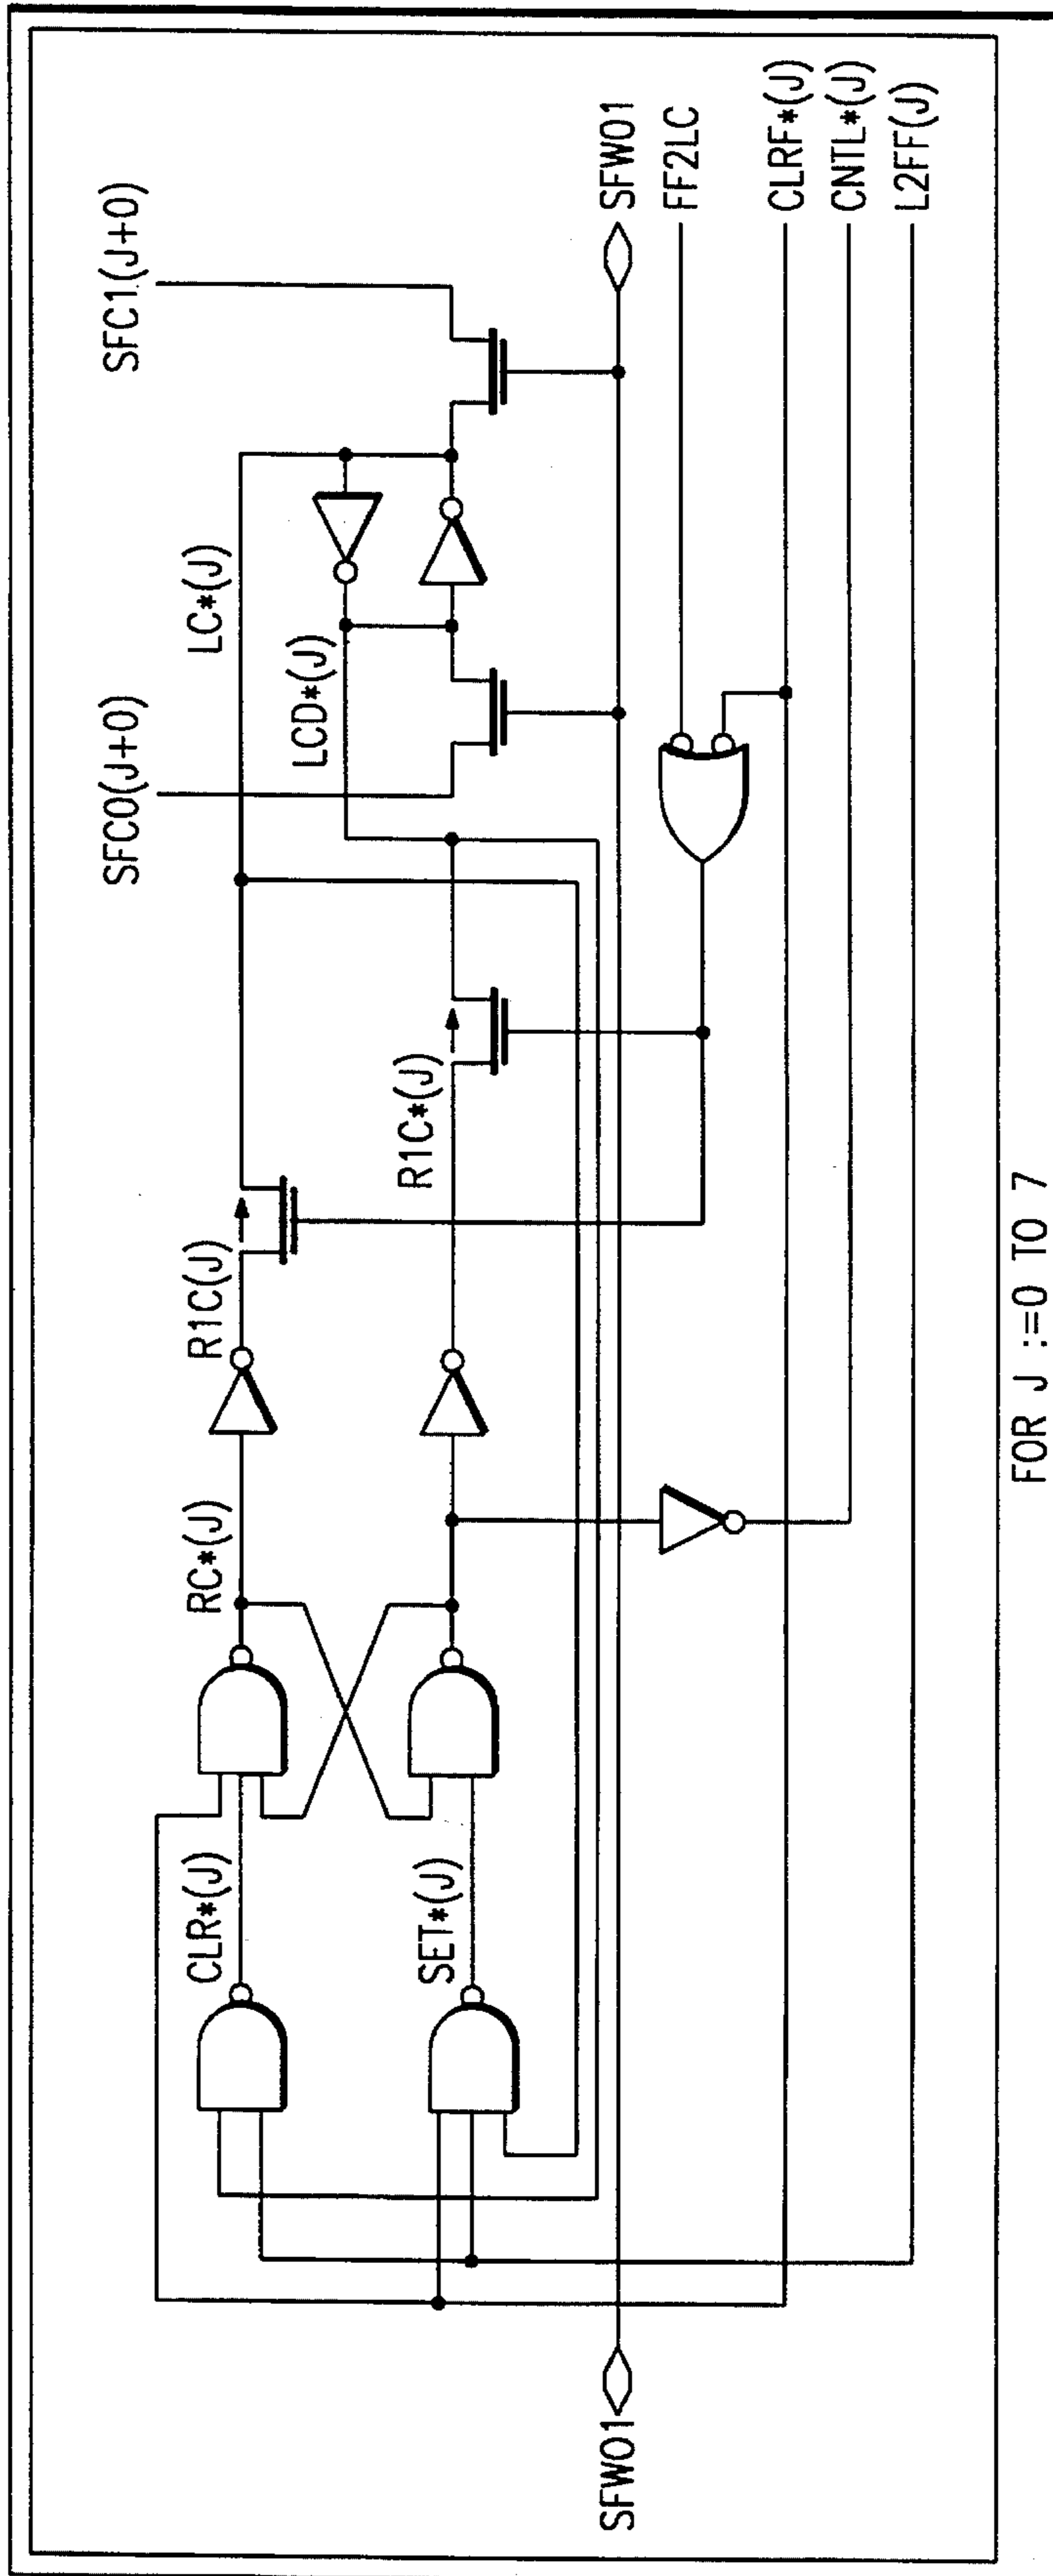 SFC0(J+0)
SFC1(J+0)
CLR*(J)
RC*(J)
R1C(J)
LC*(J)
LCD*(J)
SET*(J)
R1C*(J)
SFW01
SFW01
FF2LC
CLRF*(J)
CNTL*(J)
L2FF(J)
FOR J :=0 TO 7